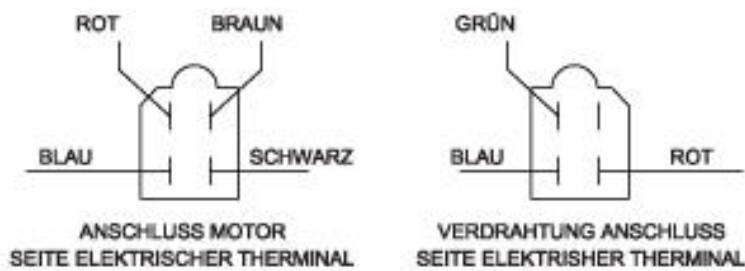 ROT BRAUN
BLAU SCHWARZ
ANSCHLUSS MOTOR
SEITE ELEKTRISCHER THERMINAL
GRÜN
BLAU ROT
VERDRAHTUNG ANSCHLUSS
SEITE ELEKTRISHER THERMINAL